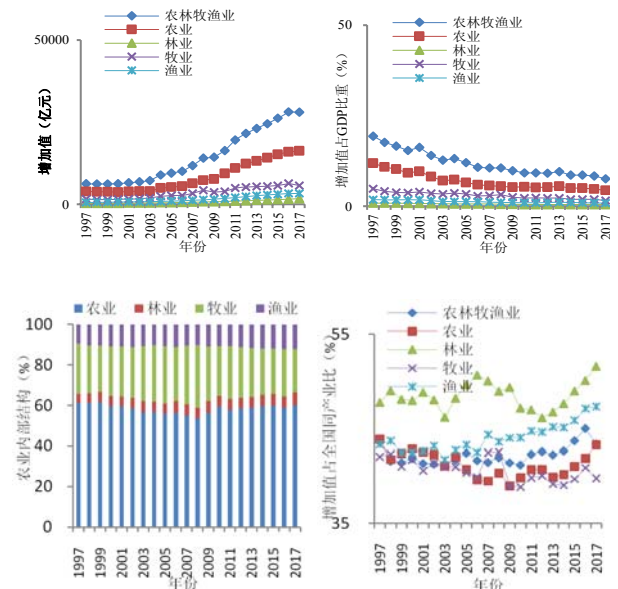 农林牧渔业
农业
林业
牧业
渔业
50000
0
增加值（亿元）
1997
1999
2001
2003
2005
2007
2009
2011
2013
2015
2017
年份
农林牧渔业
农业
林业
牧业
渔业
50
0
增加值占GDP比重（%）
1997
1999
2001
2003
2005
2007
2009
2011
2013
2015
2017
年份
农业 林业 牧业 渔业
100
80
60
40
20
0
农业内部结构（%）
1997
1999
2001
2003
2005
2007
2009
2011
2013
2015
2017
年份
农林牧渔业
农业
林业
牧业
渔业
55
35
增加值占全国同产业比（%）
1997
1999
2001
2003
2005
2007
2009
2011
2013
2015
2017
年份